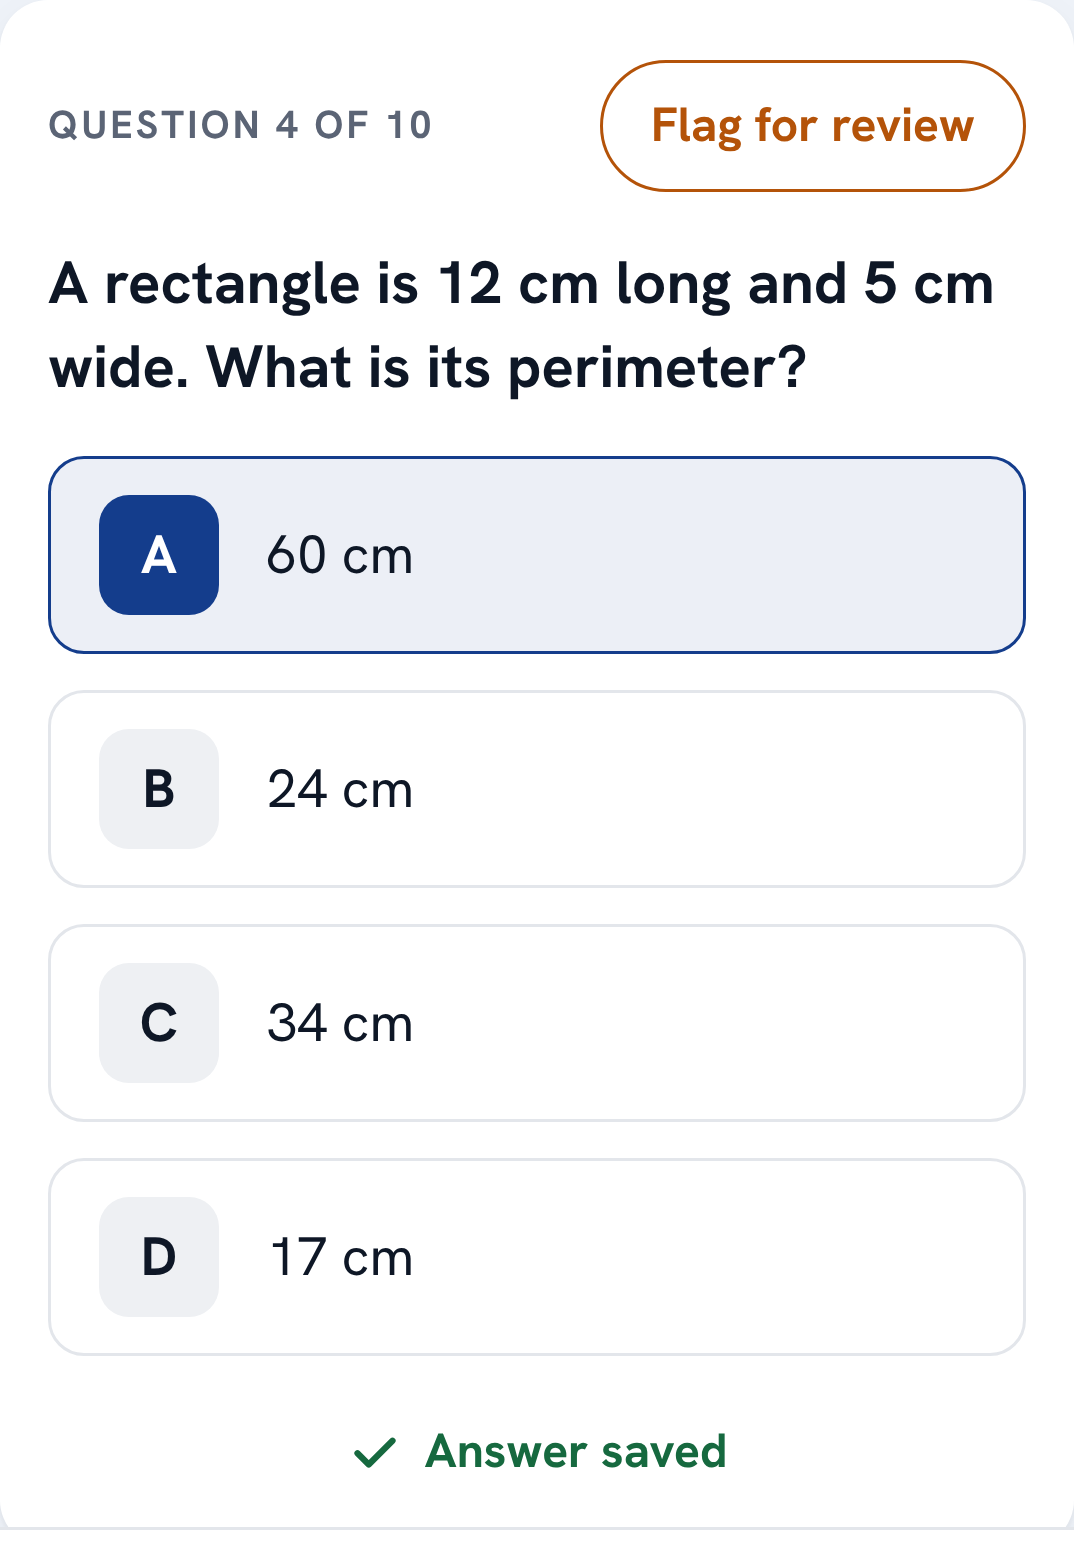 QUESTION 4 OF 10
Flag for review
A rectangle is 12 cm long and 5 cm
wide. What is its perimeter?
A 60 cm
B 24 cm
C 34 cm
D 17 cm
Answer saved